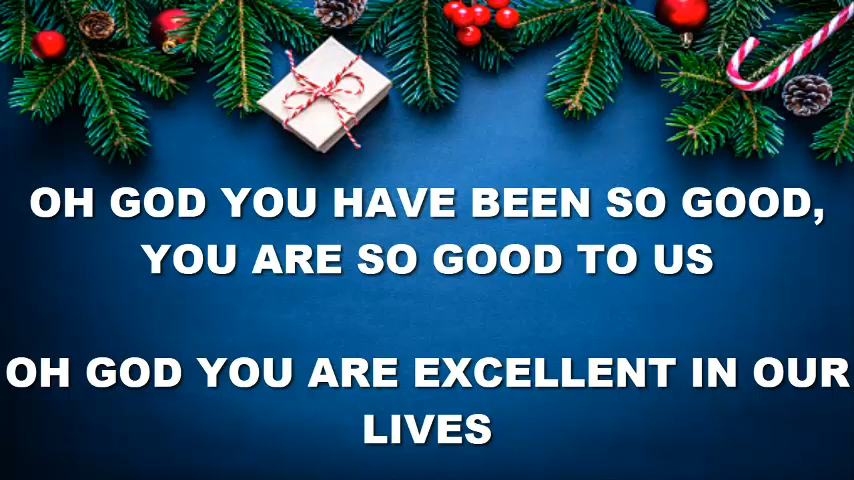 OH GOD YOU HAVE BEEN SO GOOD,
YOU ARE SO GOOD TO US
OH GOD YOU ARE EXCELLENT IN OUR
LIVES